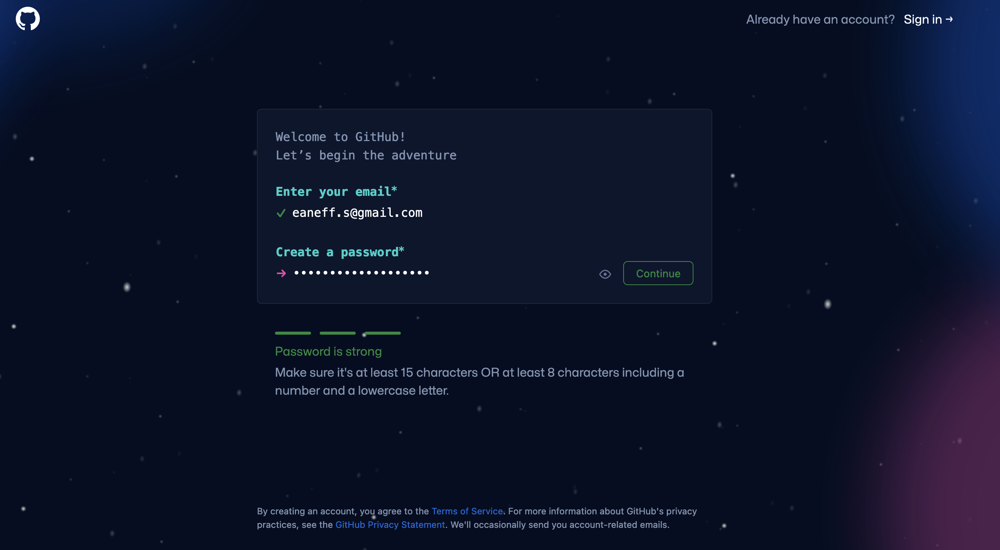 Already have an account? Sign in →
Welcome to GitHub!
Let’s begin the adventure
Enter your email*
✓ eaneff.s@gmail.com
Create a password*
→ •••••••••••••••••••
Continue
Password is strong
Make sure it's at least 15 characters OR at least 8 characters including a
number and a lowercase letter.
By creating an account, you agree to the Terms of Service. For more information about GitHub's privacy
practices, see the GitHub Privacy Statement. We'll occasionally send you account-related emails.